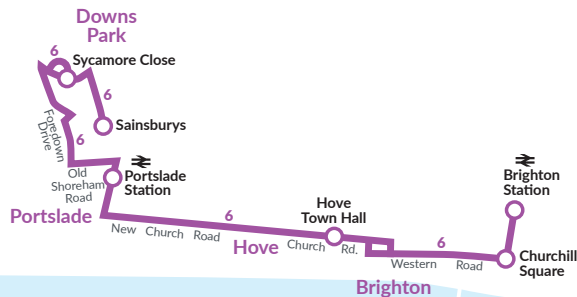 Downs
Park
6
Sycamore Close
6
Sainsburys
Foredown
Drive
6
Old
Shoreham
Road
Portslade
Station
Brighton
Station
Portslade
New Church Road
6
Hove
Town Hall
Hove
Church Rd.
6
Western Road
Churchill
Square
Brighton